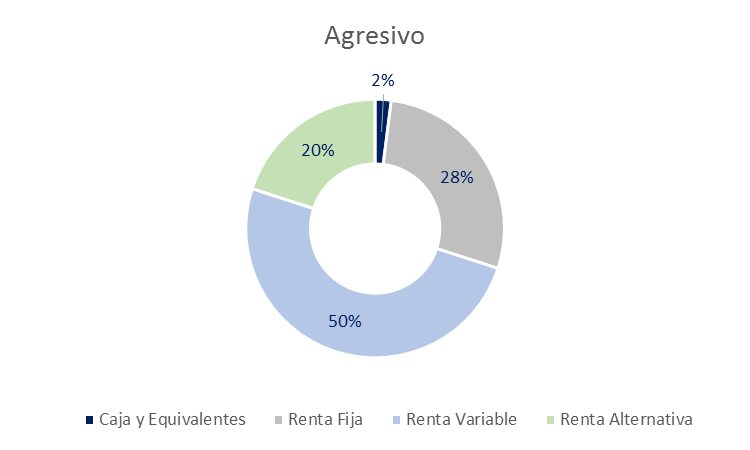 Agresivo
2%
20%
28%
50%
Caja y Equivalentes
Renta Fija
Renta Variable
Renta Alternativa